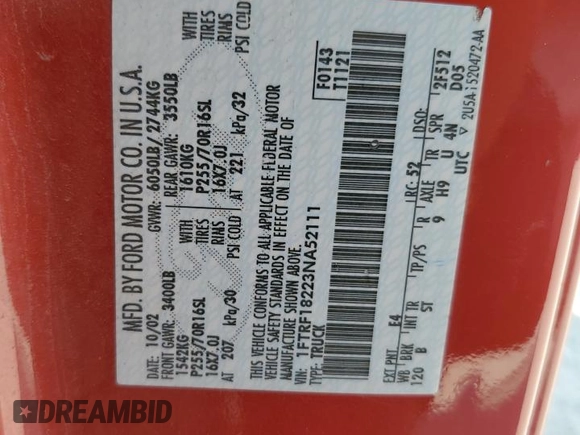 MFD. BY FORD MOTOR CO. IN U.S.A.
10/02 GVWR: 6050LB/2744KG
FRONT GAWR: 3400LB REAR GAWR: 3550LB
1542KG WITH 1610KG WITH
P255/70R16SL TIRES P255/70R16SL TIRES
16X7.0J RIMS 16X7.0J RIMS
AT 207 kPa/30 PSI COLD AT 221 kPa/32 PSI COLD
THIS VEHICLE CONFORMS TO ALL APPLICABLE FEDERAL MOTOR
VEHICLE SAFETY STANDARDS IN EFFECT ON THE DATE OF
MANUFACTURE SHOWN ABOVE.
VIN: 1FTRF18223NA52111
TYPE: TRUCK
F0143
T1121
EXT PNT: E4 RC: 52
WB BRK INT TR TP/PS R AXLE TR SPR
120 B ST 9 H9 U 4N 2F512
UTC D05
▽ 2U5A-1520472-AA
DREAMBID